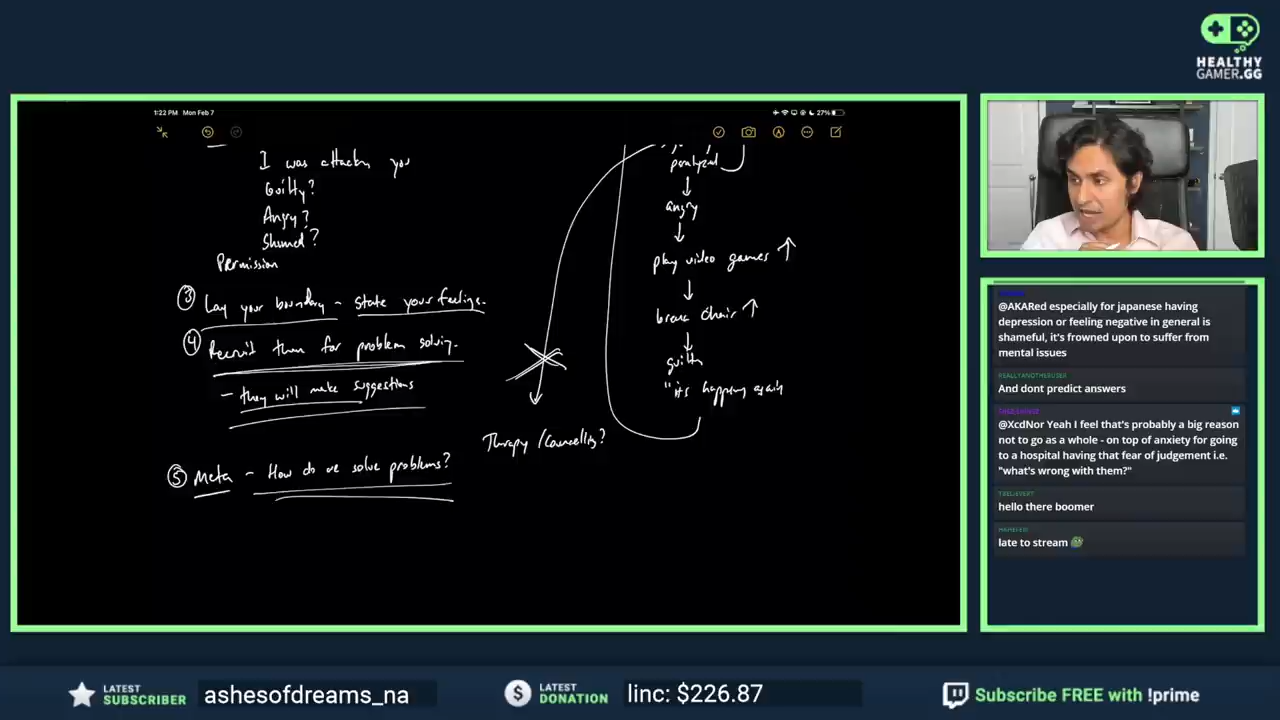 HEALTHY
GAMER.GG
1:22 PM Mon Feb 7
27%
I was attacken you
Guilty?
Angry?
Shamed?
Permission
③ Lay your boundary - state your feelings.
④ Recruit them for problem solving.
- they will make suggestions
⑤ Meta - How do we solve problems?
paralyzed
angry
play video games
break chair
guilty
"it's happening again
Therapy / Counselling?
@AKARed especially for japanese having
depression or feeling negative in general is
shameful, it's frowned upon to suffer from
mental issues
REALLYANOTHERUSER
And dont predict answers
@XcdNor Yeah I feel that's probably a big reason
not to go as a whole - on top of anxiety for going
to a hospital having that fear of judgement i.e.
"what's wrong with them?"
hello there boomer
late to stream
LATEST
SUBSCRIBER
ashesofdreams_na
LATEST
DONATION
linc: $226.87
Subscribe FREE with !prime